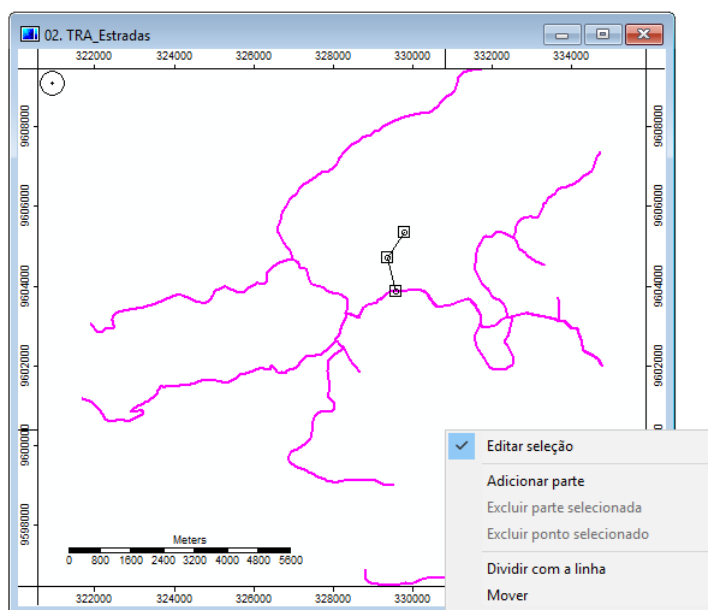 02. TRA_Estradas
322000 324000 326000 328000 330000 332000 334000
9608000 9608000
9606000 9606000
9604000 9604000
9602000 9602000
9600000
Editar seleção
Adicionar parte
Excluir parte selecionada
Excluir ponto selecionado
9598000
Meters
0 800 1600 2400 3200 4000 4800 5600
Dividir com a linha
Mover
322000 324000 326000 328000 330000